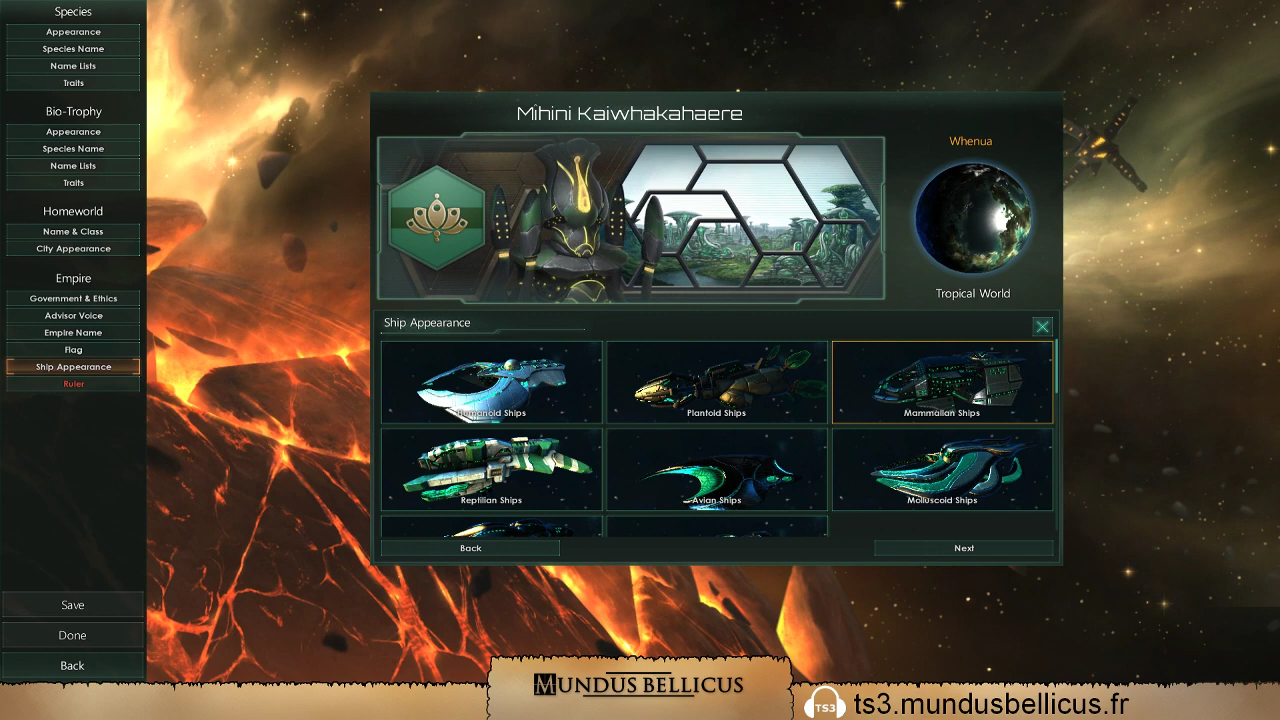 Species
Appearance
Species Name
Name Lists
Traits
Bio-Trophy
Appearance
Species Name
Name Lists
Traits
Homeworld
Name & Class
City Appearance
Empire
Government & Ethics
Advisor Voice
Empire Name
Flag
Ship Appearance
Ruler
Save
Done
Back
Mihini Kaiwhakahaere
Whenua
Tropical World
Ship Appearance
Humanoid Ships
Plantoid Ships
Mammalian Ships
Reptilian Ships
Avian Ships
Molluscoid Ships
Back
Next
MUNDUS BELLICUS
TS3
ts3.mundusbellicus.fr